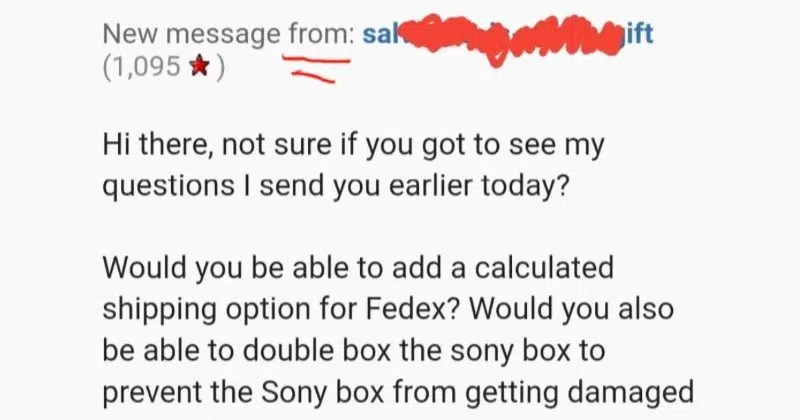 New message from: sal ift
(1,095 ★)
Hi there, not sure if you got to see my
questions I send you earlier today?
Would you be able to add a calculated
shipping option for Fedex? Would you also
be able to double box the sony box to
prevent the Sony box from getting damaged